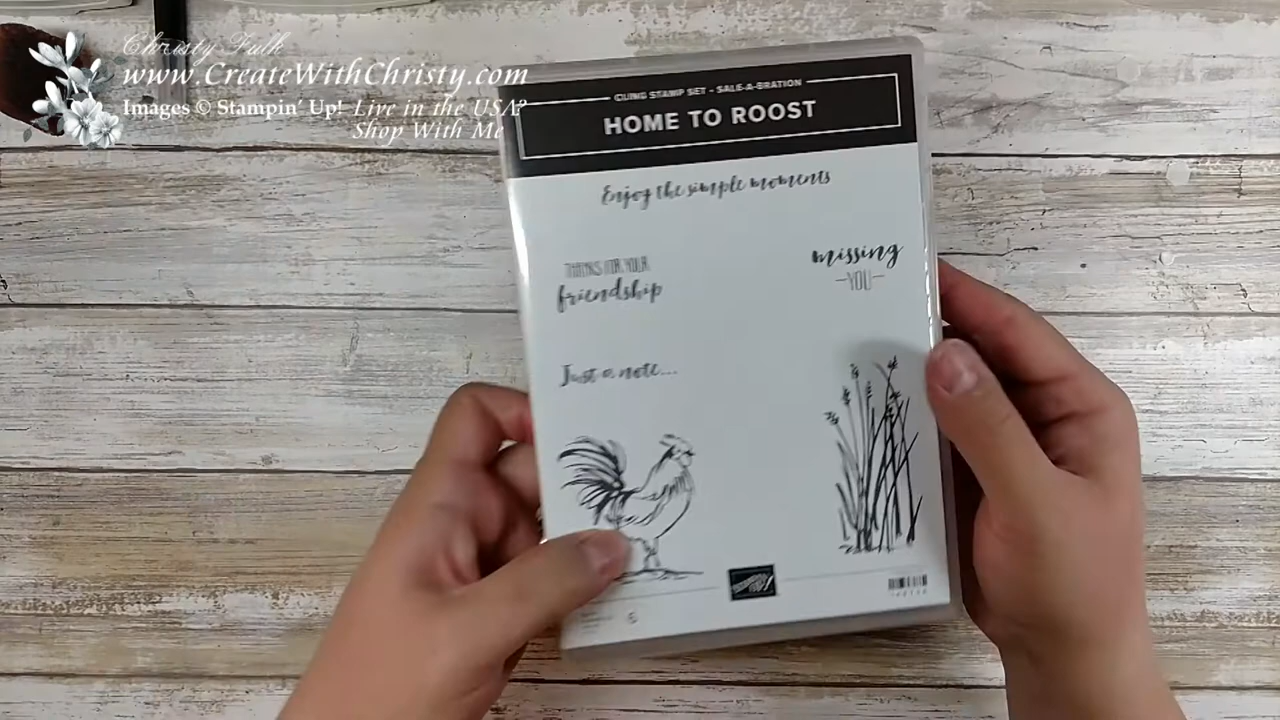 Christy Fulk
www.CreateWithChristy.com
Images © Stampin' Up! Live in the USA?
Shop With Me
CLING STAMP SET - SALE-A-BRATION
HOME TO ROOST
Enjoy the simple moments
THANKS FOR YOUR
friendship
missing
—YOU—
Just a note...
6